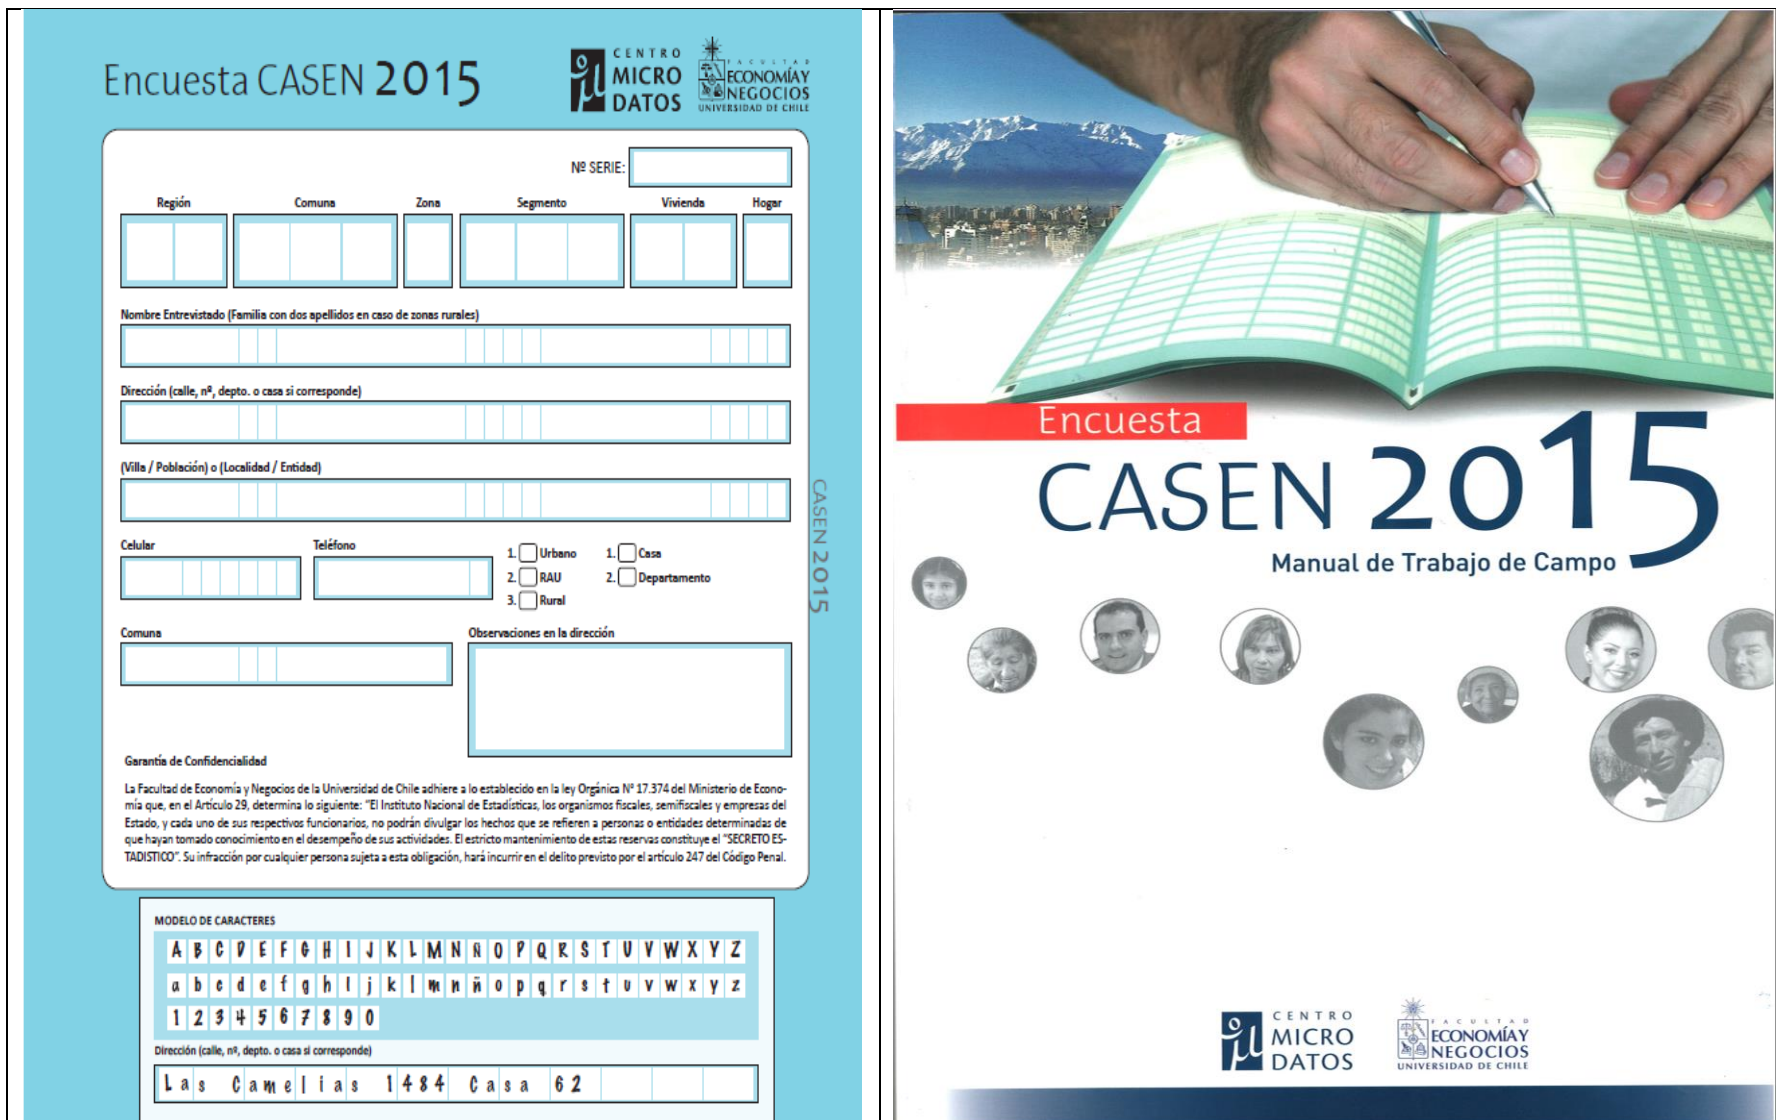 Encuesta CASEN 2015
CENTRO
MICRO
DATOS
FACULTAD
ECONOMÍA Y
NEGOCIOS
UNIVERSIDAD DE CHILE
Nº SERIE:
Región Comuna Zona Segmento Vivienda Hogar
Nombre Entrevistado (Familia con dos apellidos en caso de zonas rurales)
Dirección (calle, nº, depto. o casa si corresponde)
(Villa / Población) o (Localidad / Entidad)
Celular Teléfono
1. Urbano 1. Casa
2. RAU 2. Departamento
3. Rural
Comuna Observaciones en la dirección
CASEN 2015
Garantía de Confidencialidad
La Facultad de Economía y Negocios de la Universidad de Chile adhiere a lo establecido en la ley Orgánica Nº 17.374 del Ministerio de Econo-
mía que, en el Artículo 29, determina lo siguiente: "El Instituto Nacional de Estadísticas, los organismos fiscales, semifiscales y empresas del
Estado, y cada uno de sus respectivos funcionarios, no podrán divulgar los hechos que se refieren a personas o entidades determinadas de
que hayan tomado conocimiento en el desempeño de sus actividades. El estricto mantenimiento de estas reservas constituye el "SECRETO ES-
TADISTICO". Su infracción por cualquier persona sujeta a esta obligación, hará incurrir en el delito previsto por el artículo 247 del Código Penal.
MODELO DE CARACTERES
A B C D E F G H I J K L M N Ñ O P Q R S T U V W X Y Z
a b c d e f g h i j k l m n ñ o p q r s t u v w x y z
1 2 3 4 5 6 7 8 9 0
Dirección (calle, nº, depto. o casa si corresponde)
Las Camelias 1484 Casa 62
Encuesta
CASEN 2015
Manual de Trabajo de Campo
CENTRO
MICRO
DATOS
FACULTAD
ECONOMÍA Y
NEGOCIOS
UNIVERSIDAD DE CHILE